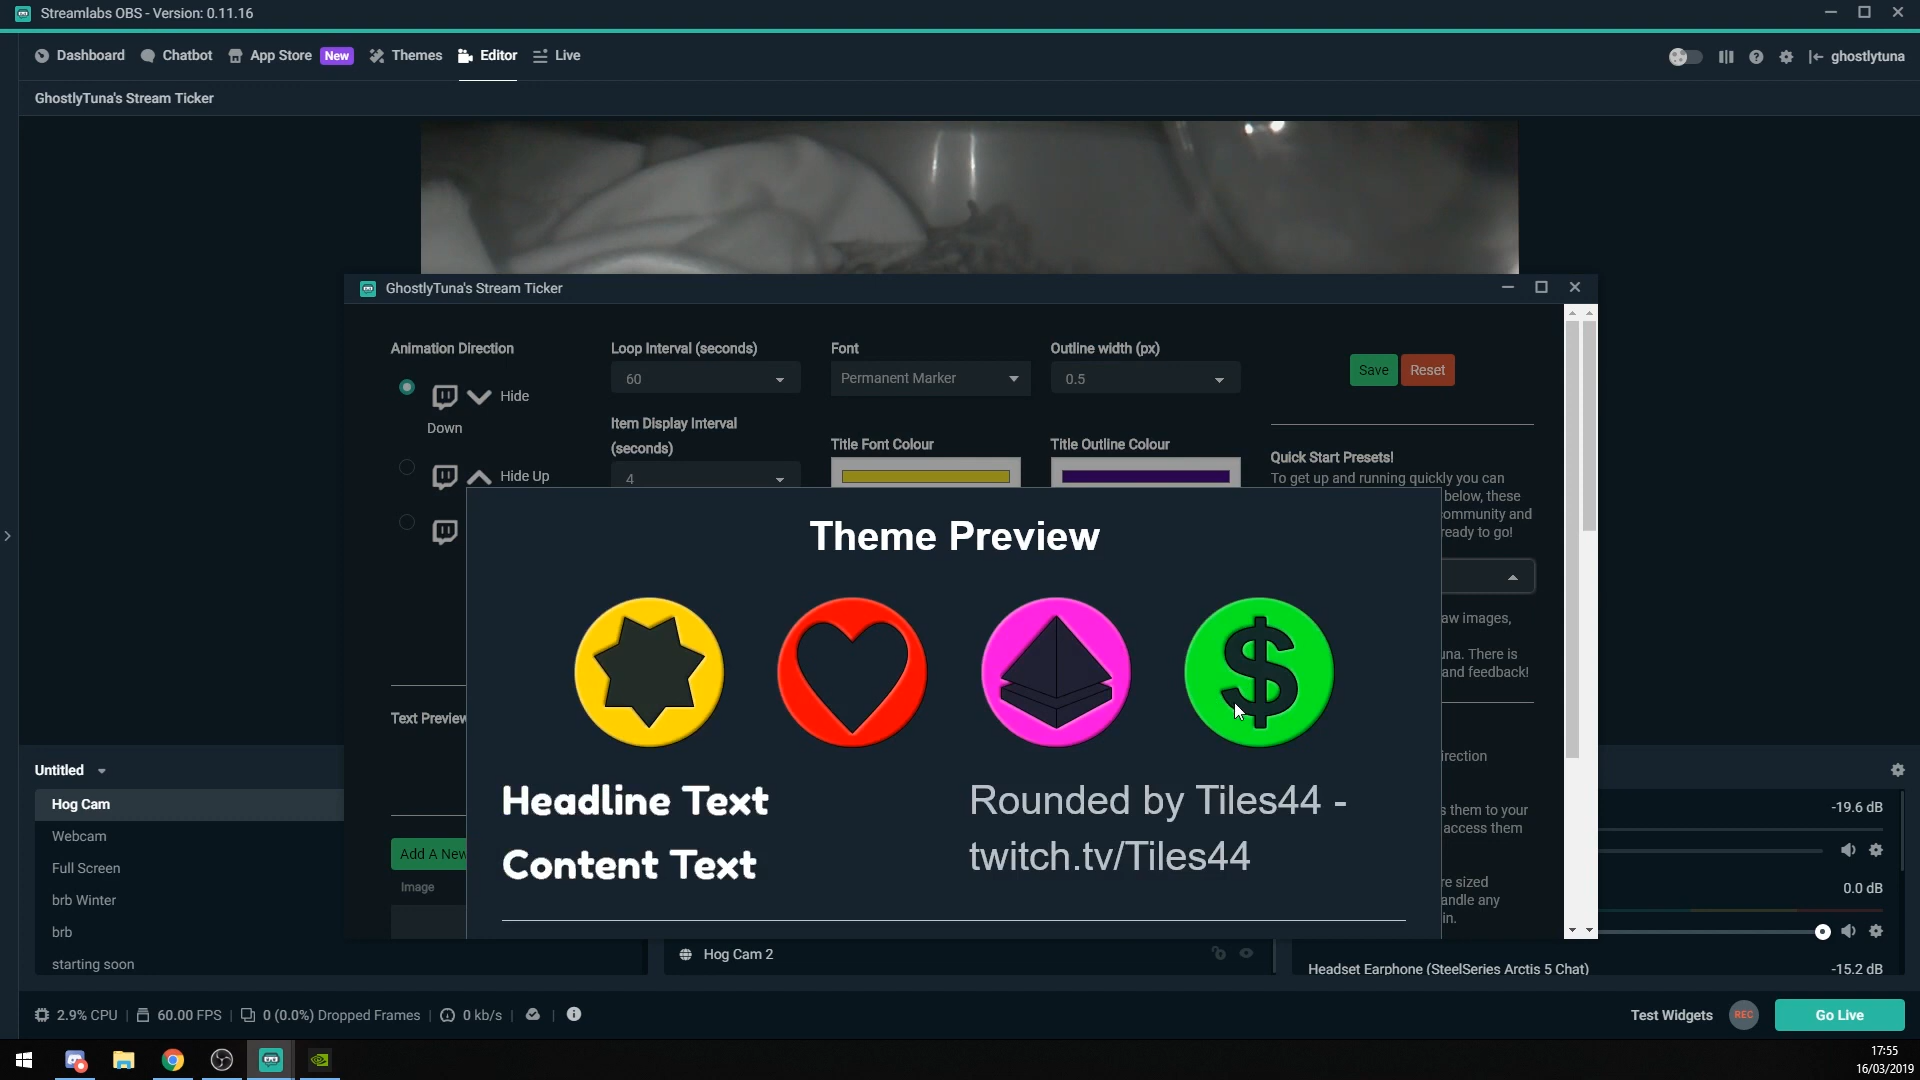 Streamlabs OBS - Version: 0.11.16
Dashboard
Chatbot
App Store New
Themes
Editor
Live
ghostlytuna
GhostlyTuna's Stream Ticker
GhostlyTuna's Stream Ticker
Animation Direction
Hide
Down
Hide Up
Loop Interval (seconds)
60
Item Display Interval
(seconds)
4
Font
Permanent Marker
Title Font Colour
Outline width (px)
0.5
Title Outline Colour
Save Reset
Quick Start Presets!
To get up and running quickly you can
below, these
ommunity and
eady to go!
aw images,
una. There is
and feedback!
irection
s them to your
access them
re sized
andle any
in.
Text Preview
Add A New
Image
Theme Preview
Headline Text
Content Text
Rounded by Tiles44 -
twitch.tv/Tiles44
Untitled
Hog Cam
Webcam
Full Screen
brb Winter
brb
starting soon
Hog Cam 2
-19.6 dB
0.0 dB
Headset Earphone (SteelSeries Arctis 5 Chat)
-15.2 dB
2.9% CPU
60.00 FPS
0 (0.0%) Dropped Frames
0 kb/s
Test Widgets
REC
Go Live
17:55
16/03/2019